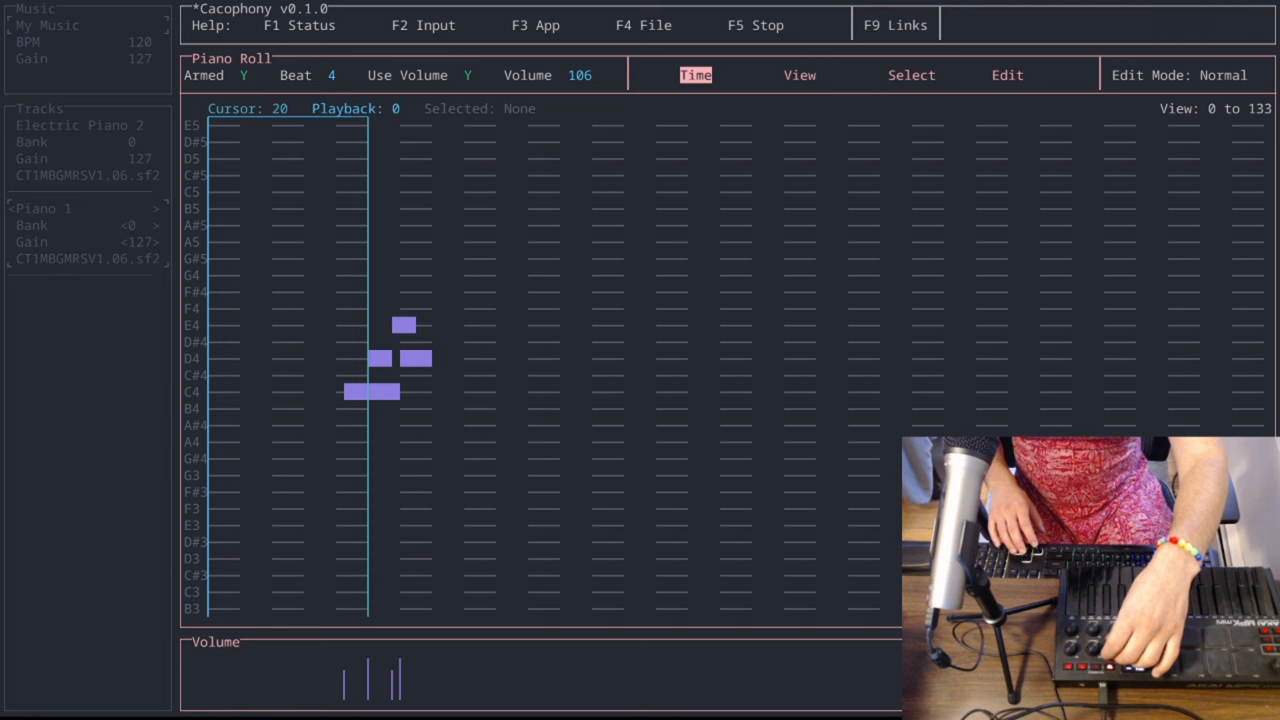 Music
My Music
BPM 120
Gain 127
Tracks
Electric Piano 2
Bank 0
Gain 127
CT1MBGMRSV1.06.sf2
<Piano 1 >
Bank <0 >
Gain <127>
CT1MBGMRSV1.06.sf2
*Cacophony v0.1.0
Help: F1 Status F2 Input F3 App F4 File F5 Stop F9 Links
Piano Roll
Armed Y Beat 4 Use Volume Y Volume 106 Time View Select Edit Edit Mode: Normal
Cursor: 20 Playback: 0 Selected: None View: 0 to 133
E5
D#5
D5
C#5
C5
B5
A#5
A5
G#5
G4
F#4
F4
E4
D#4
D4
C#4
C4
B4
A#4
A4
G#4
G3
F#3
F3
E3
D#3
D3
C#3
C3
B3
Volume
AKAI MPK mini